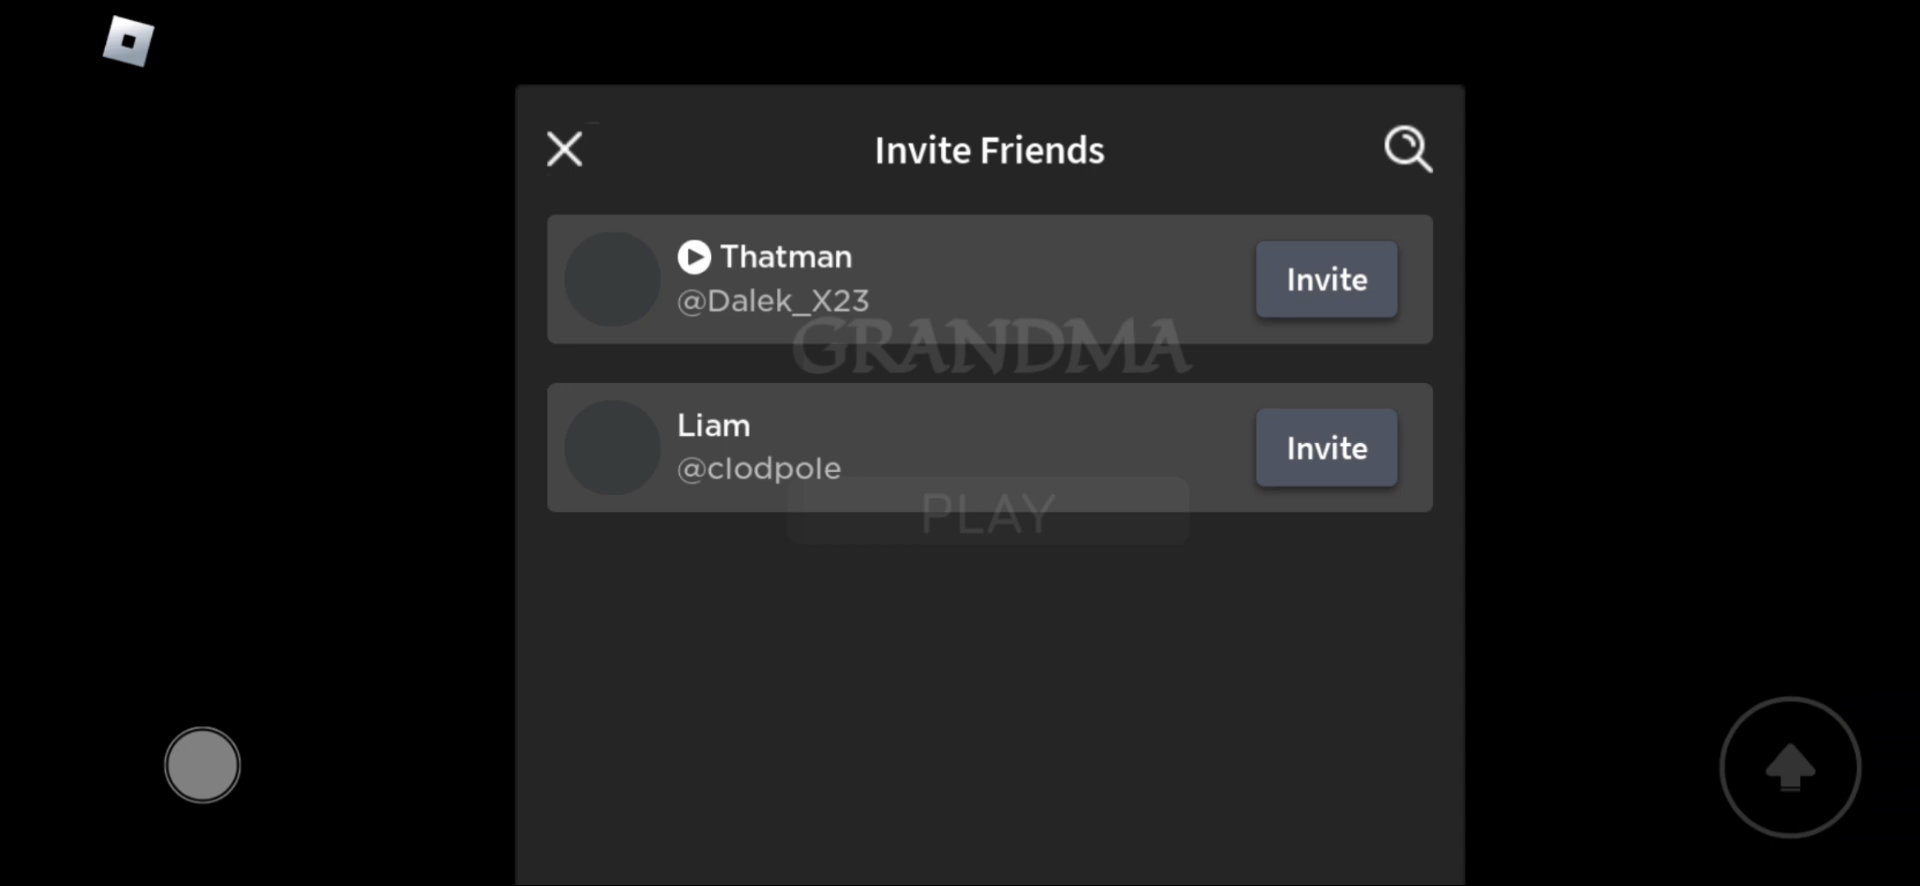 Invite Friends
Thatman
@Dalek_X23
Invite
GRANDMA
Liam
@clodpole
Invite
PLAY